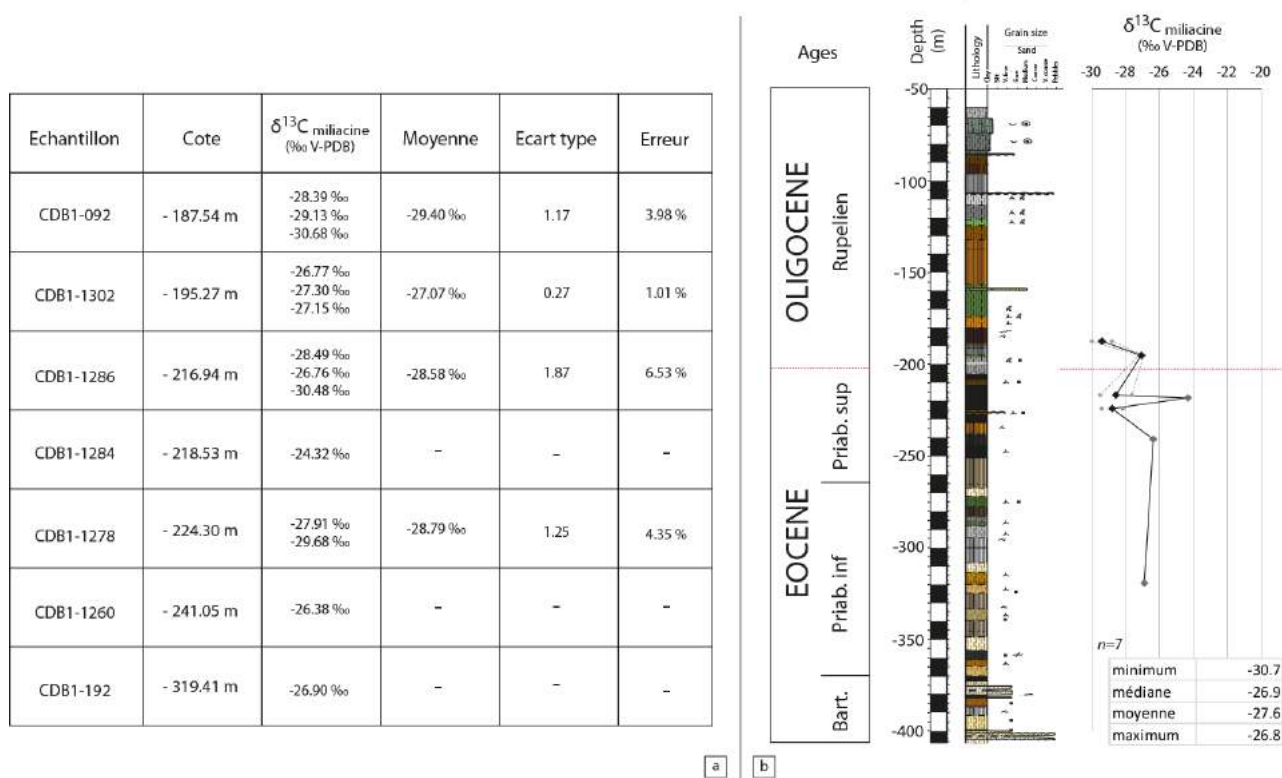 Echantillon Cote δ13C miliacine (‰ V-PDB) Moyenne Ecart type Erreur
CDB1-092 - 187.54 m -28.39 ‰ -29.13 ‰ -30.68 ‰ -29.40 ‰ 1.17 3.98 %
CDB1-1302 - 195.27 m -26.77 ‰ -27.30 ‰ -27.15 ‰ -27.07 ‰ 0.27 1.01 %
CDB1-1286 - 216.94 m -28.49 ‰ -26.76 ‰ -30.48 ‰ -28.58 ‰ 1.87 6.53 %
CDB1-1284 - 218.53 m -24.32 ‰ – – –
CDB1-1278 - 224.30 m -27.91 ‰ -29.68 ‰ -28.79 ‰ 1.25 4.35 %
CDB1-1260 - 241.05 m -26.38 ‰ – – –
CDB1-192 - 319.41 m -26.90 ‰ – – –
a
Ages
Depth (m)
Lithology
Grain size
Sand
Clay Silt Medium Coarse V. coarse Pebbles
δ13C miliacine
(‰ V-PDB)
-30 -28 -26 -24 -22 -20
-50
-100
-150
-200
-250
-300
-350
-400
OLIGOCENE
Rupelien
EOCENE
Priab. sup
Priab. inf
Bart.
n=7
minimum -30.7
médiane -26.9
moyenne -27.6
maximum -26.8
b